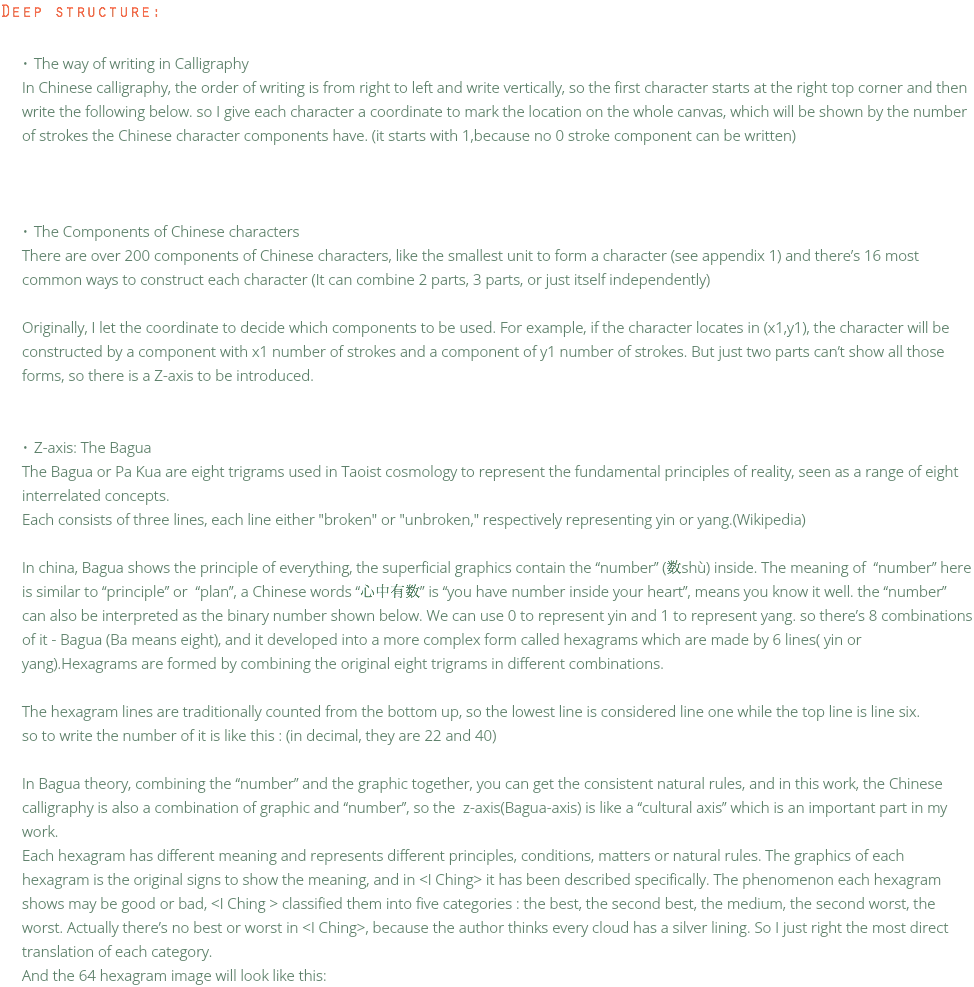 Deep structure:
• The way of writing in Calligraphy
In Chinese calligraphy, the order of writing is from right to left and write vertically, so the first character starts at the right top corner and then
write the following below. so I give each character a coordinate to mark the location on the whole canvas, which will be shown by the number
of strokes the Chinese character components have. (it starts with 1,because no 0 stroke component can be written)
• The Components of Chinese characters
There are over 200 components of Chinese characters, like the smallest unit to form a character (see appendix 1) and there’s 16 most
common ways to construct each character (It can combine 2 parts, 3 parts, or just itself independently)
Originally, I let the coordinate to decide which components to be used. For example, if the character locates in (x1,y1), the character will be
constructed by a component with x1 number of strokes and a component of y1 number of strokes. But just two parts can’t show all those
forms, so there is a Z-axis to be introduced.
• Z-axis: The Bagua
The Bagua or Pa Kua are eight trigrams used in Taoist cosmology to represent the fundamental principles of reality, seen as a range of eight
interrelated concepts.
Each consists of three lines, each line either "broken" or "unbroken," respectively representing yin or yang.(Wikipedia)
In china, Bagua shows the principle of everything, the superficial graphics contain the “number” (数shù) inside. The meaning of “number” here
is similar to “principle” or “plan”, a Chinese words “心中有数” is “you have number inside your heart”, means you know it well. the “number”
can also be interpreted as the binary number shown below. We can use 0 to represent yin and 1 to represent yang. so there’s 8 combinations
of it - Bagua (Ba means eight), and it developed into a more complex form called hexagrams which are made by 6 lines( yin or
yang).Hexagrams are formed by combining the original eight trigrams in different combinations.
The hexagram lines are traditionally counted from the bottom up, so the lowest line is considered line one while the top line is line six.
so to write the number of it is like this : (in decimal, they are 22 and 40)
In Bagua theory, combining the “number” and the graphic together, you can get the consistent natural rules, and in this work, the Chinese
calligraphy is also a combination of graphic and “number”, so the z-axis(Bagua-axis) is like a “cultural axis” which is an important part in my
work.
Each hexagram has different meaning and represents different principles, conditions, matters or natural rules. The graphics of each
hexagram is the original signs to show the meaning, and in <I Ching> it has been described specifically. The phenomenon each hexagram
shows may be good or bad, <I Ching > classified them into five categories : the best, the second best, the medium, the second worst, the
worst. Actually there’s no best or worst in <I Ching>, because the author thinks every cloud has a silver lining. So I just right the most direct
translation of each category.
And the 64 hexagram image will look like this: